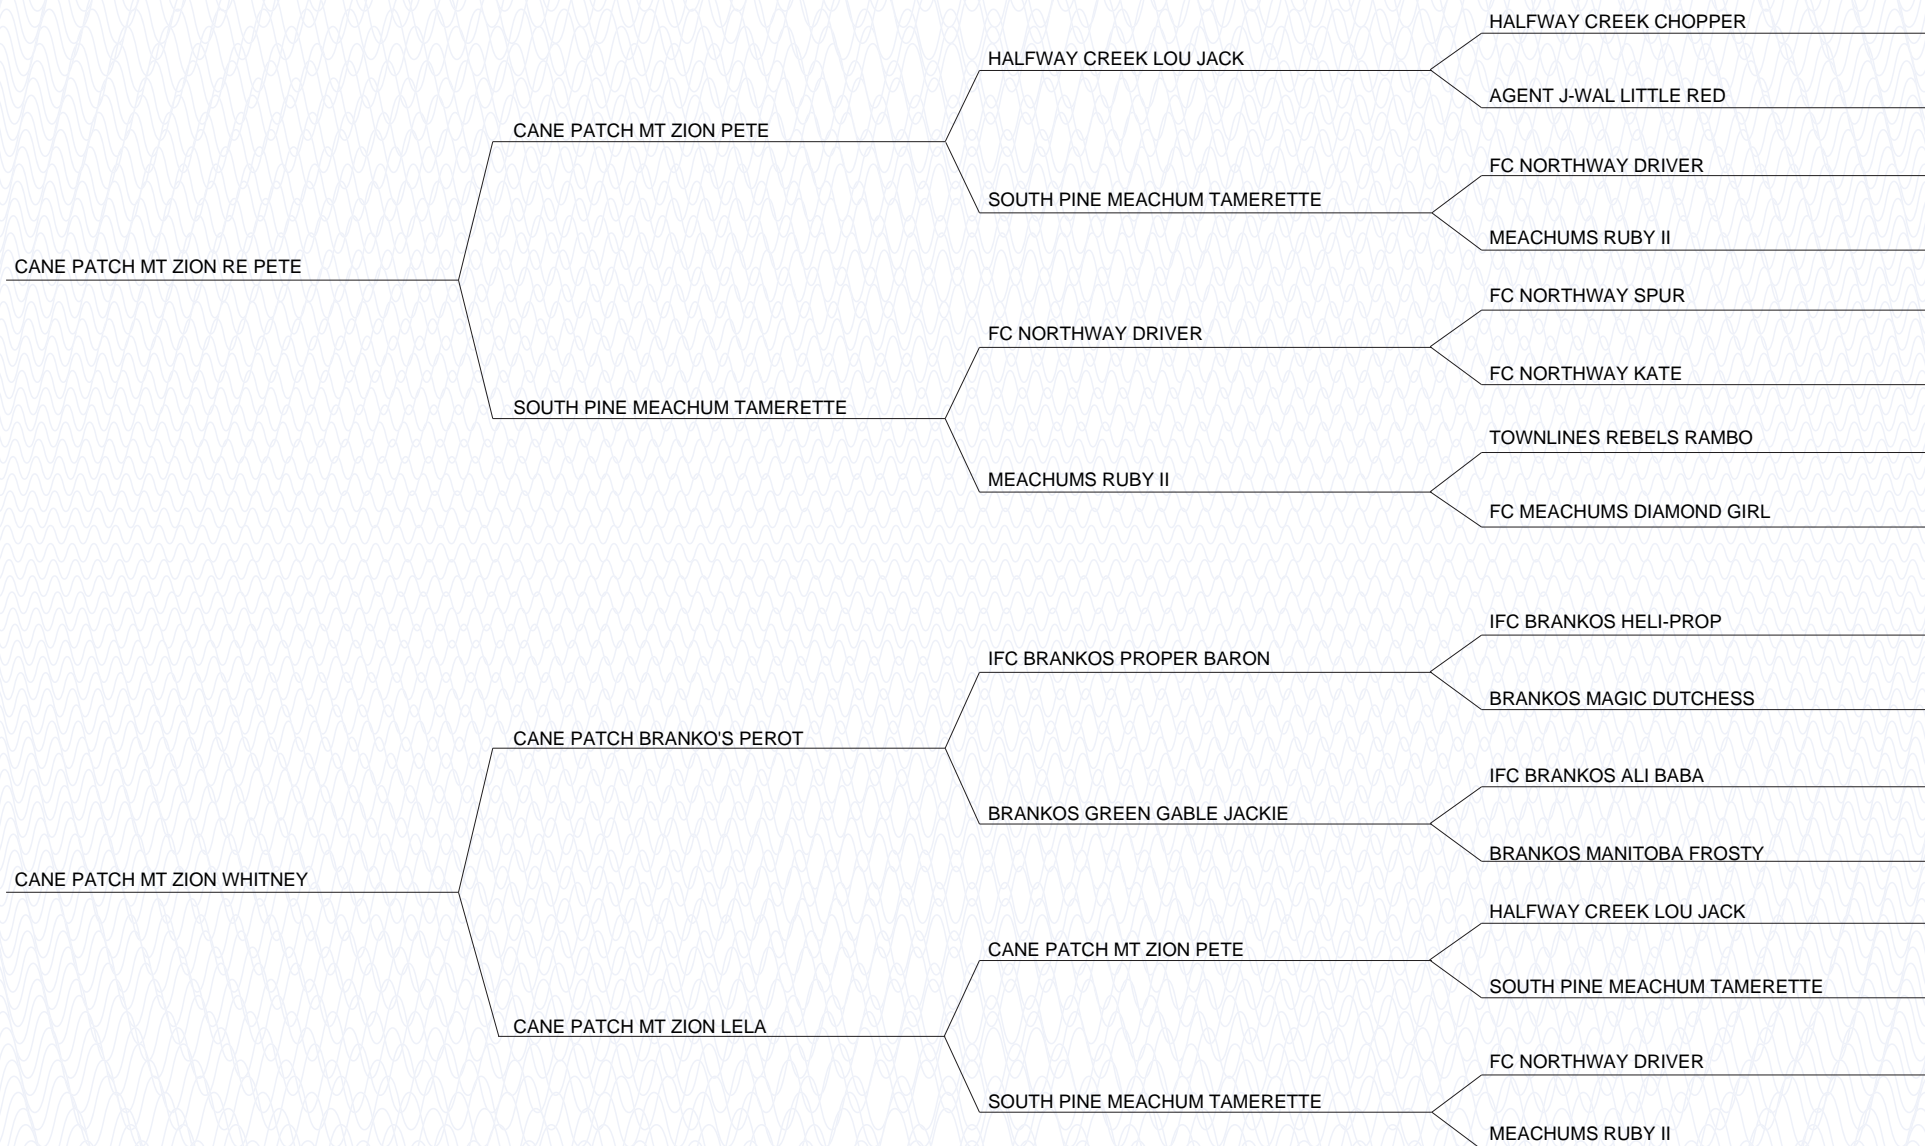 HALFWAY CREEK CHOPPER
HALFWAY CREEK LOU JACK
AGENT J-WAL LITTLE RED
CANE PATCH MT ZION PETE
FC NORTHWAY DRIVER
SOUTH PINE MEACHUM TAMERETTE
MEACHUMS RUBY II
CANE PATCH MT ZION RE PETE
FC NORTHWAY SPUR
FC NORTHWAY DRIVER
FC NORTHWAY KATE
SOUTH PINE MEACHUM TAMERETTE
TOWNLINES REBELS RAMBO
MEACHUMS RUBY II
FC MEACHUMS DIAMOND GIRL
IFC BRANKOS HELI-PROP
IFC BRANKOS PROPER BARON
BRANKOS MAGIC DUTCHESS
CANE PATCH BRANKO'S PEROT
IFC BRANKOS ALI BABA
BRANKOS GREEN GABLE JACKIE
BRANKOS MANITOBA FROSTY
CANE PATCH MT ZION WHITNEY
HALFWAY CREEK LOU JACK
CANE PATCH MT ZION PETE
SOUTH PINE MEACHUM TAMERETTE
CANE PATCH MT ZION LELA
FC NORTHWAY DRIVER
SOUTH PINE MEACHUM TAMERETTE
MEACHUMS RUBY II